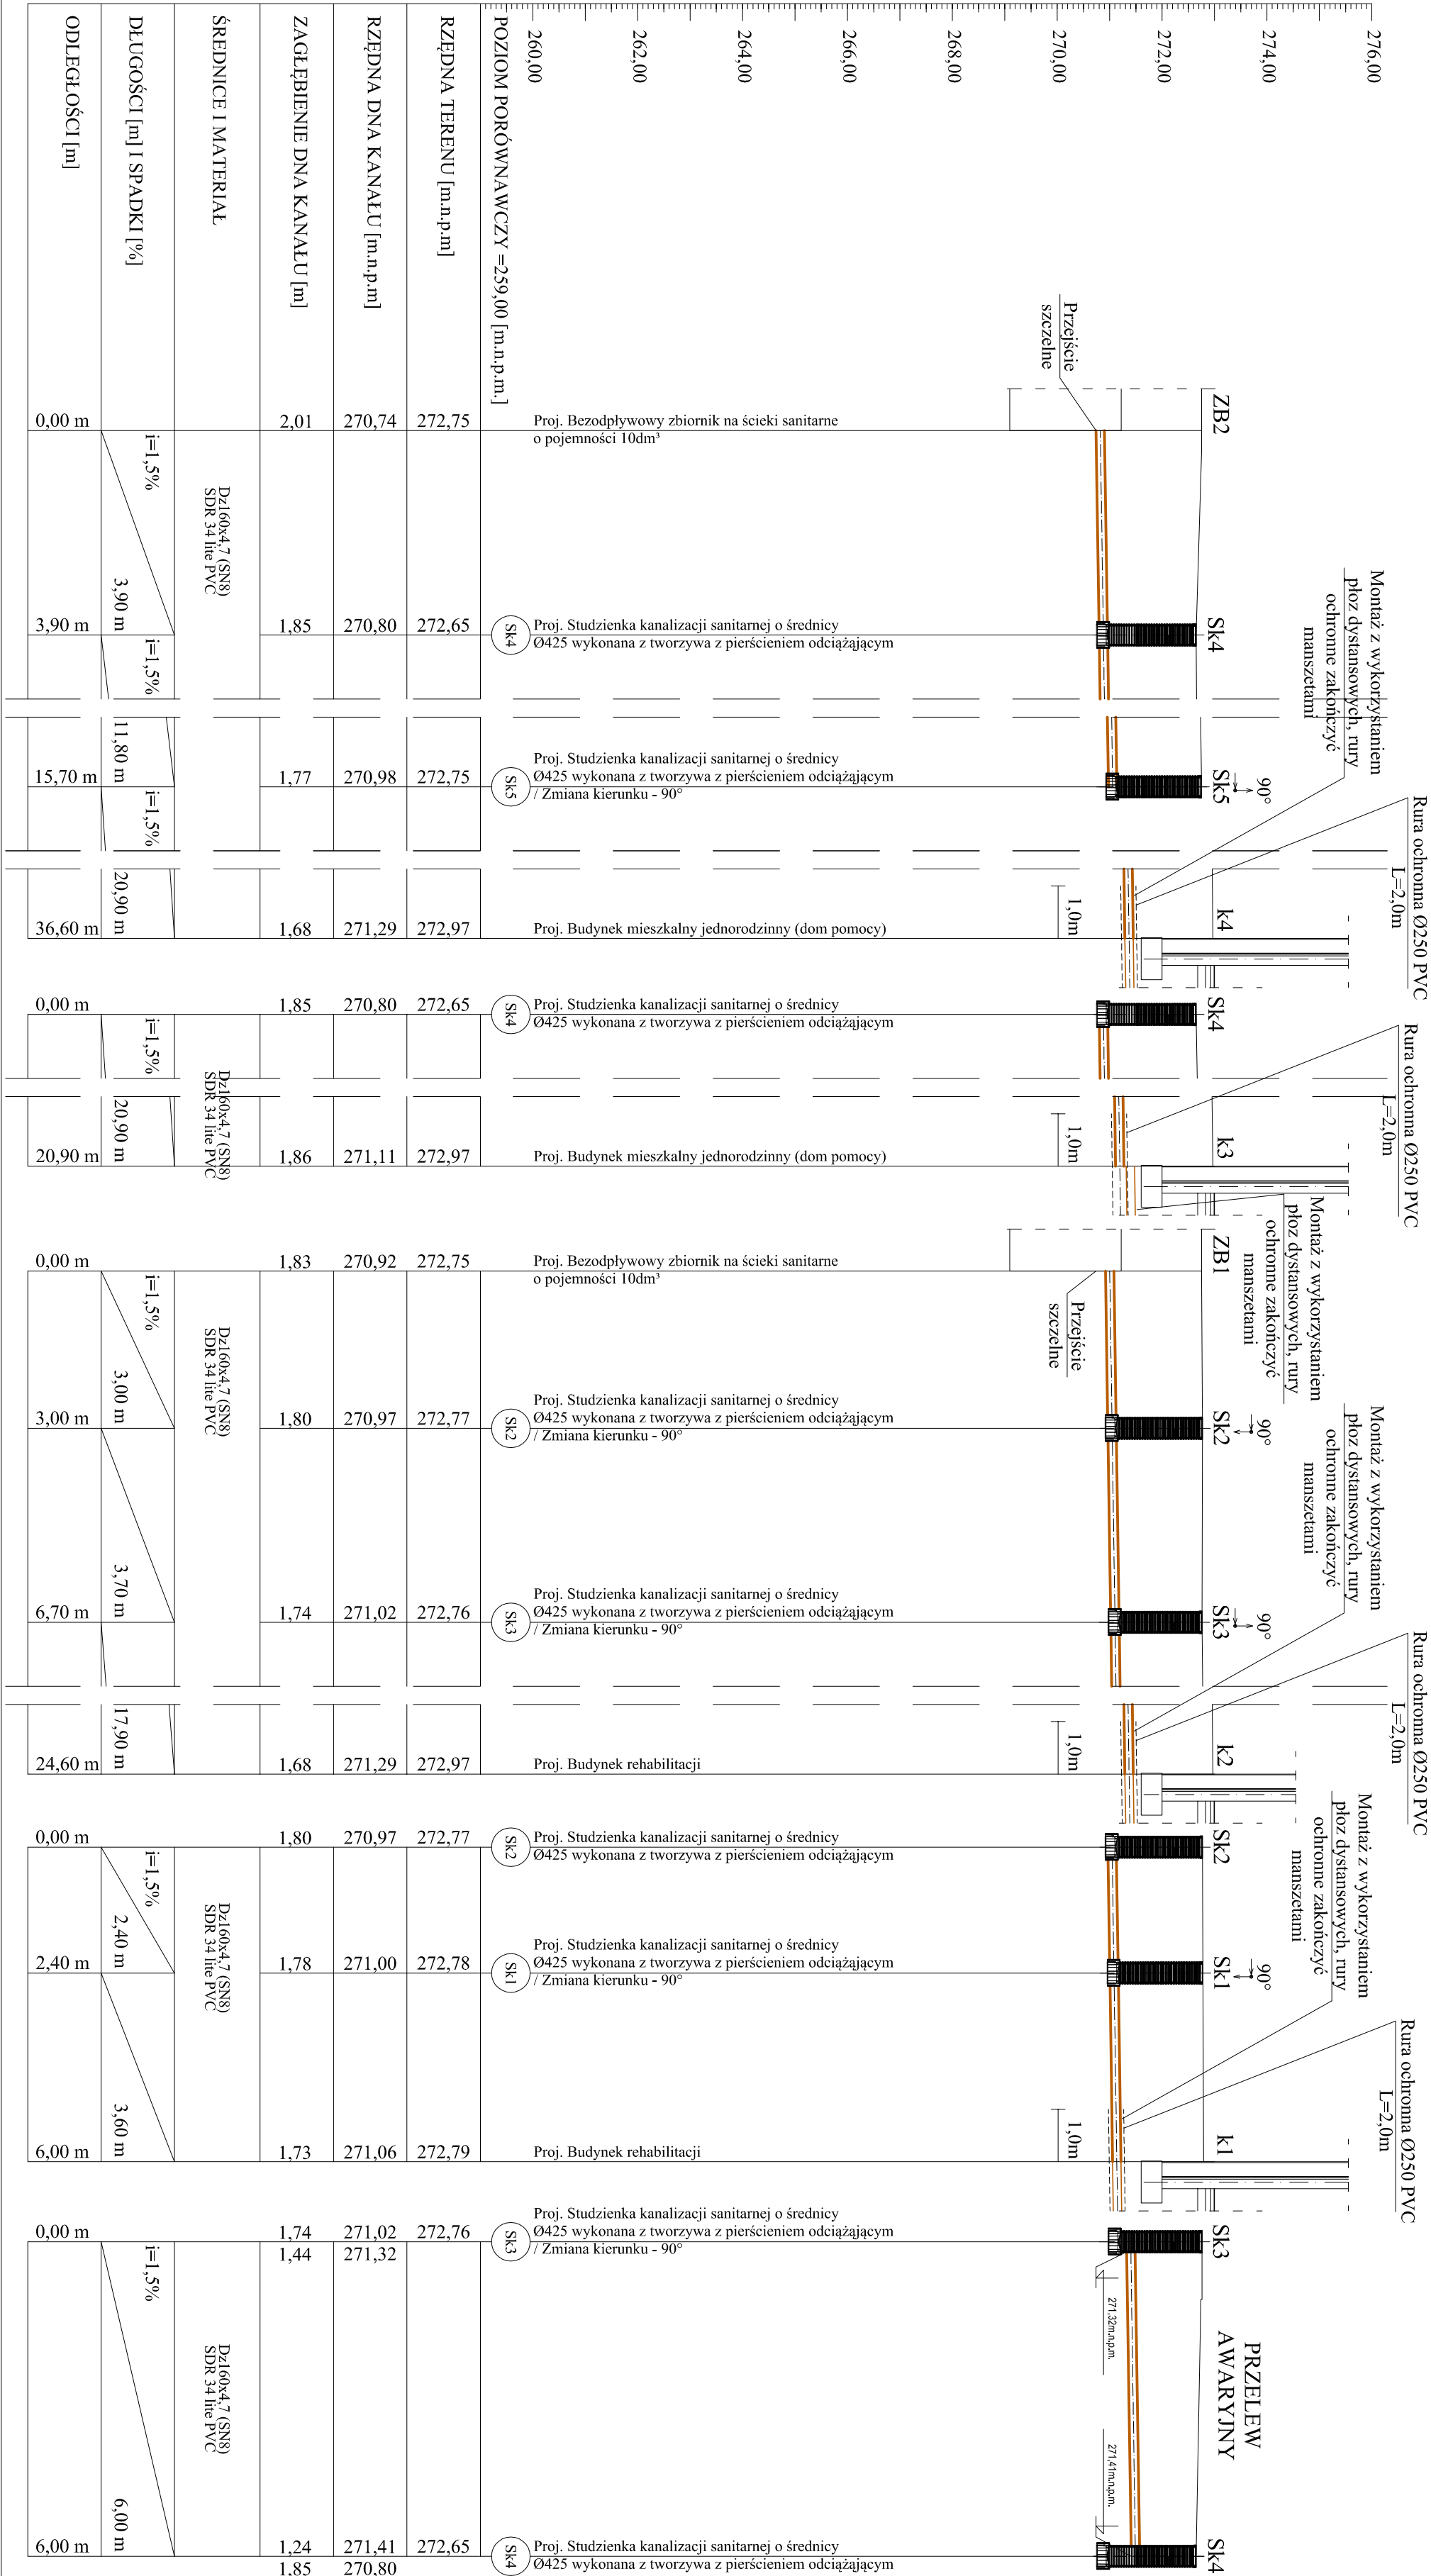 276,00
274,00
272,00
270,00
268,00
266,00
264,00
262,00
260,00
POZIOM PORÓWNAWCZY =259,00 [m.n.p.m.]
RZĘDNA TERENU [m.n.p.m]
RZĘDNA DNA KANAŁU [m.n.p.m]
ZAGŁĘBIENIE DNA KANAŁU [m]
ŚREDNICE I MATERIAŁ
DŁUGOŚCI [m] I SPADKI [%]
ODLEGŁOŚCI [m]
ZB2
Przejście
szczelne
Proj. Bezodpływowy zbiornik na ścieki sanitarne
o pojemności 10dm³
272,75
270,74
2,01
0,00 m
i=1,5%
3,90 m
Dz160x4,7 (SN8)
SDR 34 lite PVC
Sk4
Sk4
Proj. Studzienka kanalizacji sanitarnej o średnicy
Ø425 wykonana z tworzywa z pierścieniem odciążającym
272,65
270,80
1,85
3,90 m
i=1,5%
11,80 m
90°
Sk5
Sk5
Proj. Studzienka kanalizacji sanitarnej o średnicy
Ø425 wykonana z tworzywa z pierścieniem odciążającym
/ Zmiana kierunku - 90°
272,75
270,98
1,77
15,70 m
i=1,5%
20,90 m
Montaż z wykorzystaniem
płoz dystansowych, rury
ochronne zakończyć
manszetami
Rura ochronna Ø250 PVC
L=2,0m
k4
1,0m
Proj. Budynek mieszkalny jednorodzinny (dom pomocy)
272,97
271,29
1,68
36,60 m
Sk4
Sk4
Proj. Studzienka kanalizacji sanitarnej o średnicy
Ø425 wykonana z tworzywa z pierścieniem odciążającym
272,65
270,80
1,85
0,00 m
i=1,5%
20,90 m
Dz160x4,7 (SN8)
SDR 34 lite PVC
Rura ochronna Ø250 PVC
L=2,0m
k3
1,0m
Proj. Budynek mieszkalny jednorodzinny (dom pomocy)
272,97
271,11
1,86
20,90 m
Montaż z wykorzystaniem
płoz dystansowych, rury
ochronne zakończyć
manszetami
ZB1
Przejście
szczelne
Proj. Bezodpływowy zbiornik na ścieki sanitarne
o pojemności 10dm³
272,75
270,92
1,83
0,00 m
i=1,5%
3,00 m
Dz160x4,7 (SN8)
SDR 34 lite PVC
90°
Sk2
Sk2
Proj. Studzienka kanalizacji sanitarnej o średnicy
Ø425 wykonana z tworzywa z pierścieniem odciążającym
/ Zmiana kierunku - 90°
272,77
270,97
1,80
3,00 m
3,70 m
90°
Sk3
Sk3
Proj. Studzienka kanalizacji sanitarnej o średnicy
Ø425 wykonana z tworzywa z pierścieniem odciążającym
/ Zmiana kierunku - 90°
272,76
271,02
1,74
6,70 m
17,90 m
Montaż z wykorzystaniem
płoz dystansowych, rury
ochronne zakończyć
manszetami
Rura ochronna Ø250 PVC
L=2,0m
k2
1,0m
Proj. Budynek rehabilitacji
272,97
271,29
1,68
24,60 m
Sk2
Sk2
Proj. Studzienka kanalizacji sanitarnej o średnicy
Ø425 wykonana z tworzywa z pierścieniem odciążającym
272,77
270,97
1,80
0,00 m
i=1,5%
2,40 m
Dz160x4,7 (SN8)
SDR 34 lite PVC
90°
Sk1
Sk1
Proj. Studzienka kanalizacji sanitarnej o średnicy
Ø425 wykonana z tworzywa z pierścieniem odciążającym
/ Zmiana kierunku - 90°
272,78
271,00
1,78
2,40 m
3,60 m
Montaż z wykorzystaniem
płoz dystansowych, rury
ochronne zakończyć
manszetami
Rura ochronna Ø250 PVC
L=2,0m
k1
1,0m
Proj. Budynek rehabilitacji
272,79
271,06
1,73
6,00 m
Sk3
Sk3
Proj. Studzienka kanalizacji sanitarnej o średnicy
Ø425 wykonana z tworzywa z pierścieniem odciążającym
/ Zmiana kierunku - 90°
272,76
271,02
271,32
1,74
1,44
0,00 m
i=1,5%
6,00 m
Dz160x4,7 (SN8)
SDR 34 lite PVC
PRZELEW
AWARYJNY
271,32m.n.p.m.
271,41m.n.p.m.
Sk4
Sk4
Proj. Studzienka kanalizacji sanitarnej o średnicy
Ø425 wykonana z tworzywa z pierścieniem odciążającym
272,65
271,41
270,80
1,24
1,85
6,00 m